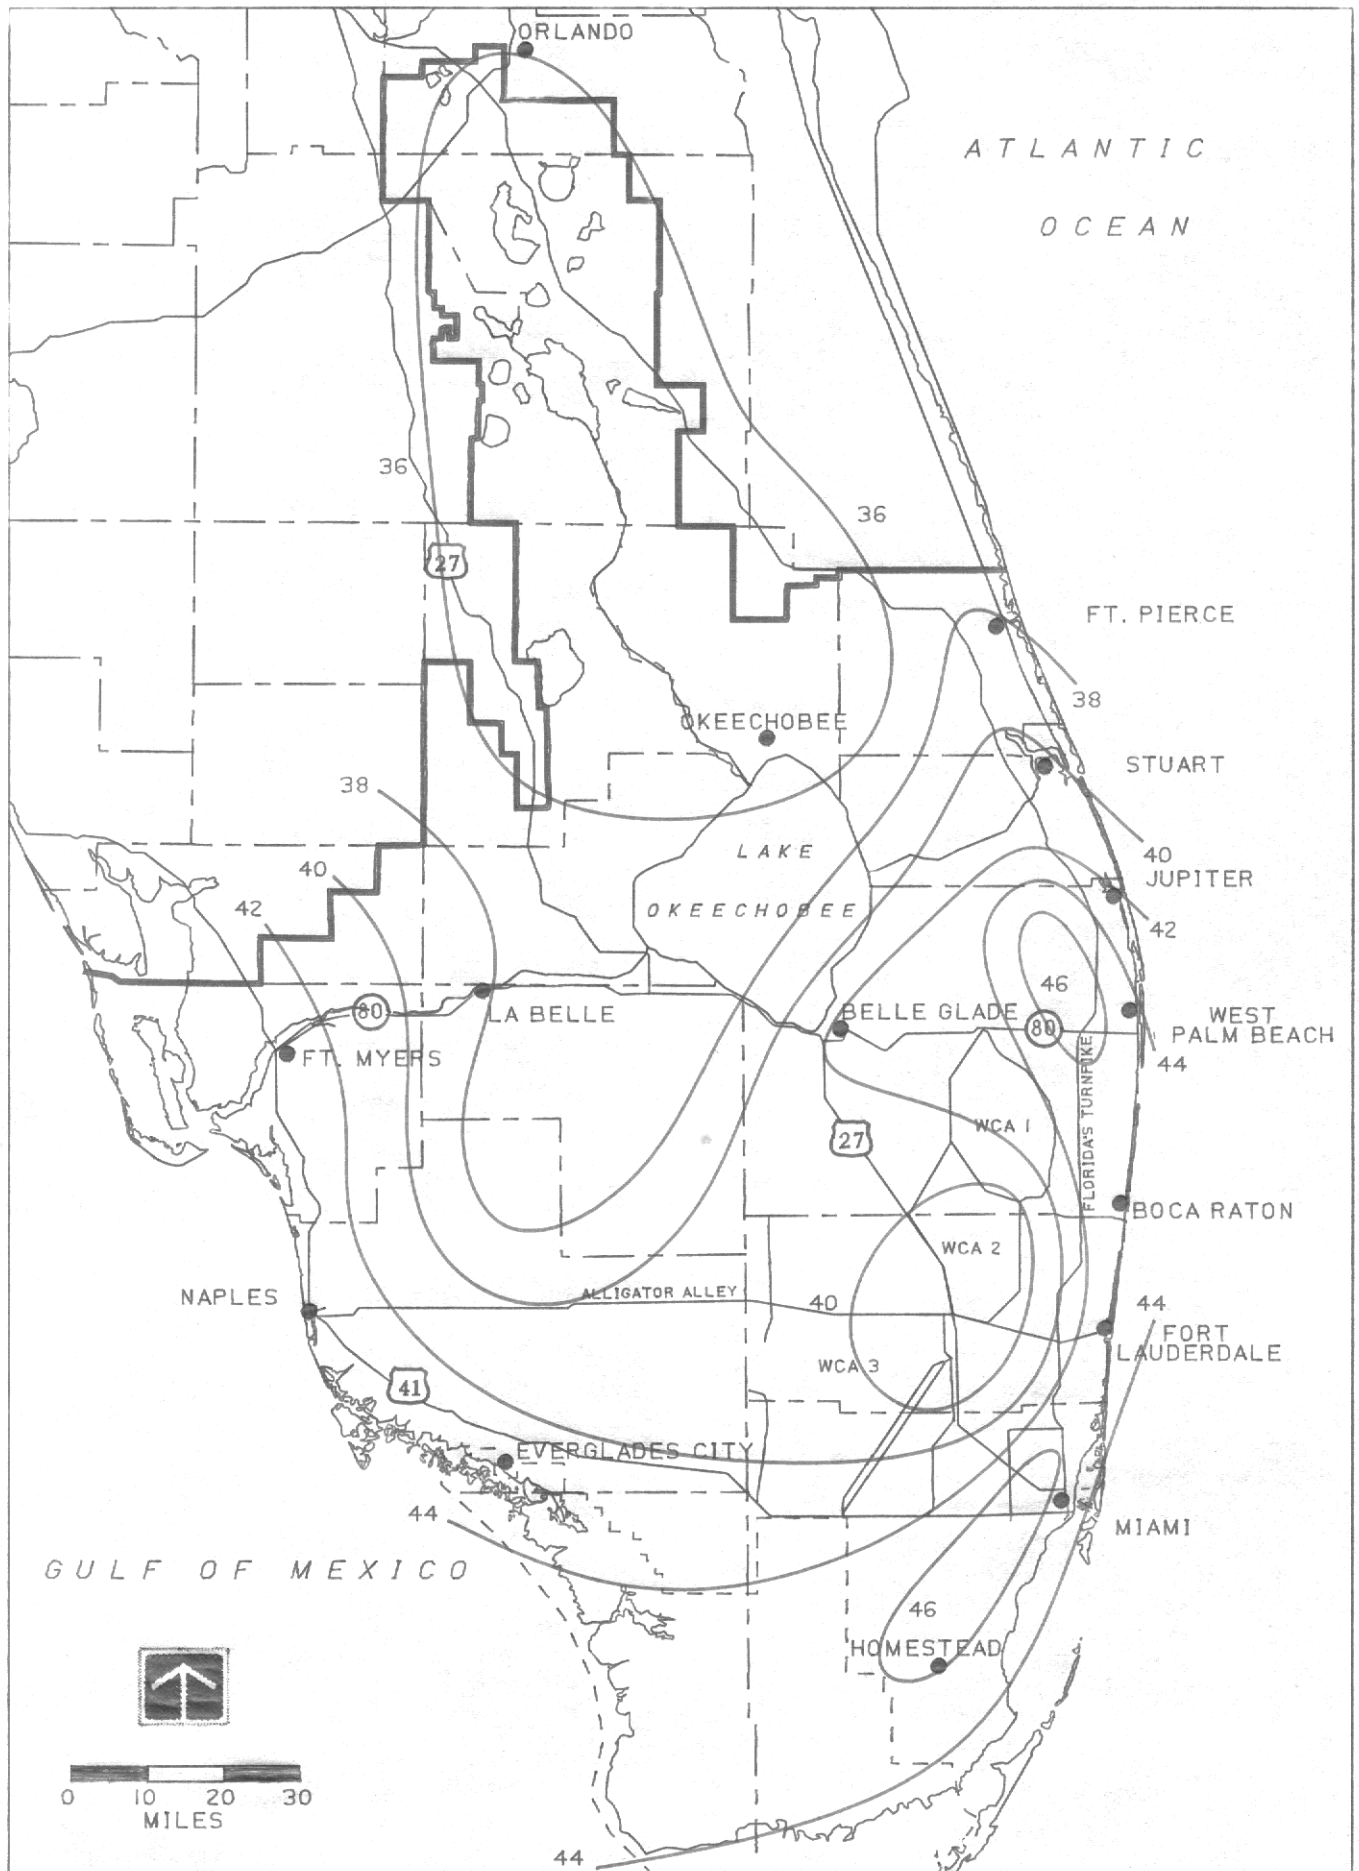 ORLANDO
ATLANTIC
OCEAN
36
36
27
FT. PIERCE
38
OKEECHOBEE
STUART
38
LAKE
40
40
JUPITER
42
OKEECHOBEE
42
46
80
LA BELLE
BELLE GLADE
80
WEST
PALM BEACH
FT. MYERS
44
FLORIDA'S TURNPIKE
WCA 1
27
BOCA RATON
WCA 2
NAPLES
ALLIGATOR ALLEY
40
44
FORT
LAUDERDALE
WCA 3
41
EVERGLADES CITY
44
MIAMI
GULF OF MEXICO
46
HOMESTEAD
0 10 20 30
MILES
44